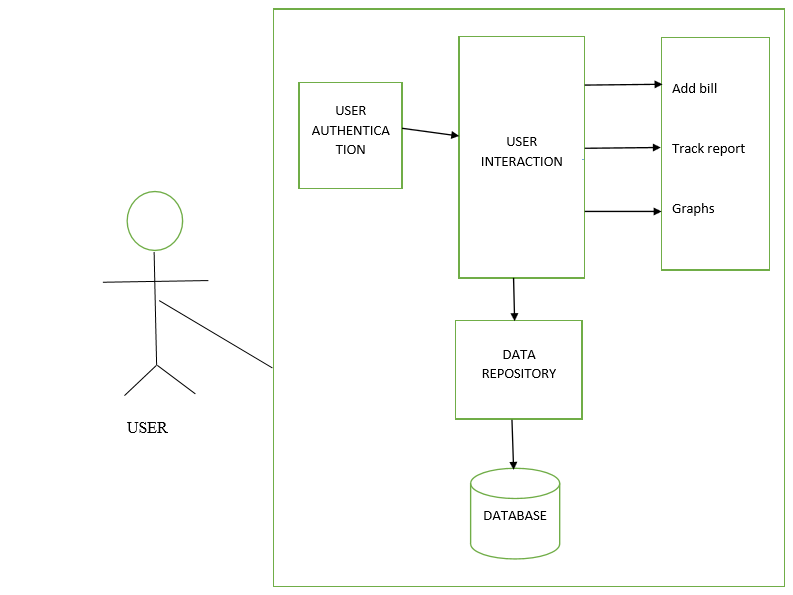 USER
AUTHENTICA
TION
USER
INTERACTION
Add bill
Track report
Graphs
DATA
REPOSITORY
DATABASE
USER